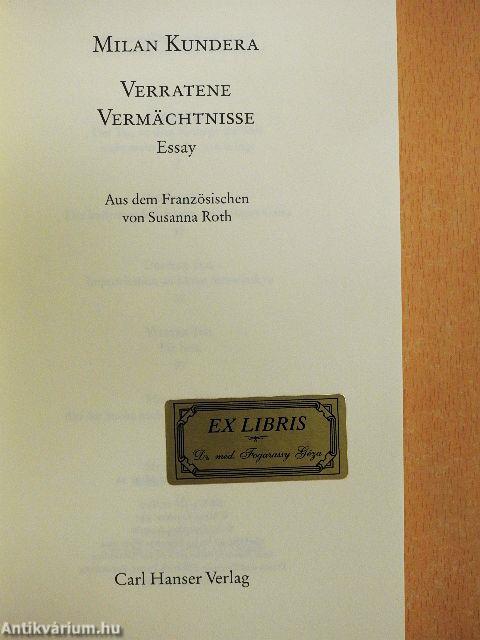 MILAN KUNDERA
VERRATENE
VERMÄCHTNISSE
Essay
Aus dem Französischen
von Susanna Roth
EX LIBRIS
Dr. med. Fogarassy Géza
Carl Hanser Verlag
Antikvárium.hu